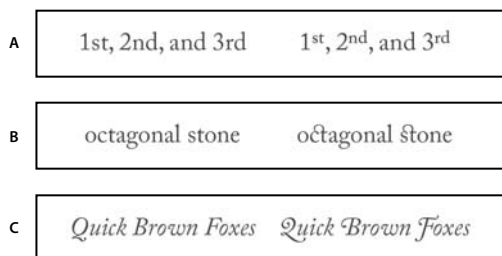 A 1st, 2nd, and 3rd 1st, 2nd, and 3rd
B octagonal stone octagonal stone
C Quick Brown Foxes Quick Brown Foxes